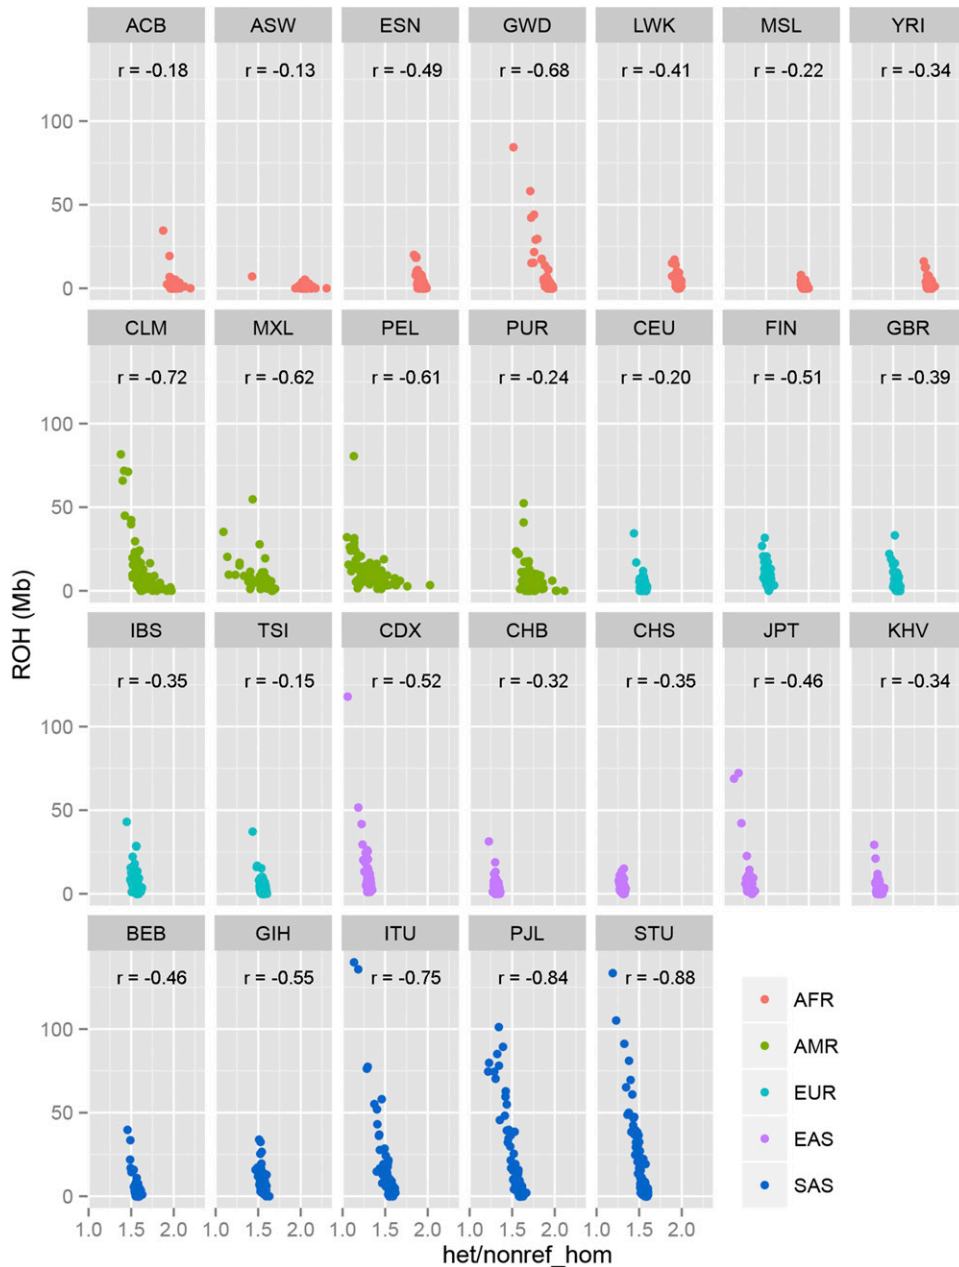 ACB ASW ESN GWD LWK MSL YRI
r = -0.18 r = -0.13 r = -0.49 r = -0.68 r = -0.41 r = -0.22 r = -0.34
100
50
0
CLM MXL PEL PUR CEU FIN GBR
r = -0.72 r = -0.62 r = -0.61 r = -0.24 r = -0.20 r = -0.51 r = -0.39
100
50
0
ROH (Mb)
IBS TSI CDX CHB CHS JPT KHV
r = -0.35 r = -0.15 r = -0.52 r = -0.32 r = -0.35 r = -0.46 r = -0.34
100
50
0
BEB GIH ITU PJL STU
r = -0.46 r = -0.55 r = -0.75 r = -0.84 r = -0.88
100
50
0
1.0 1.5 2.0 1.0 1.5 2.0 1.0 1.5 2.0 1.0 1.5 2.0 1.0 1.5 2.0
het/nonref_hom
AFR
AMR
EUR
EAS
SAS